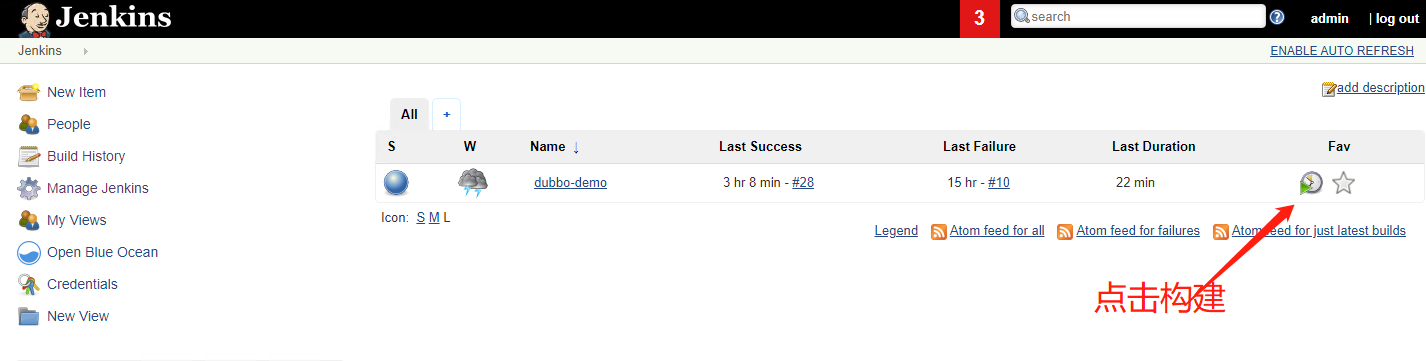 Jenkins
3
search
admin
| log out
Jenkins
ENABLE AUTO REFRESH
New Item
People
Build History
Manage Jenkins
My Views
Open Blue Ocean
Credentials
New View
add description
All
+
S W Name ↓ Last Success Last Failure Last Duration Fav
dubbo-demo 3 hr 8 min - #28 15 hr - #10 22 min
Icon: S M L
Legend Atom feed for all Atom feed for failures Atom feed for just latest builds
点击构建